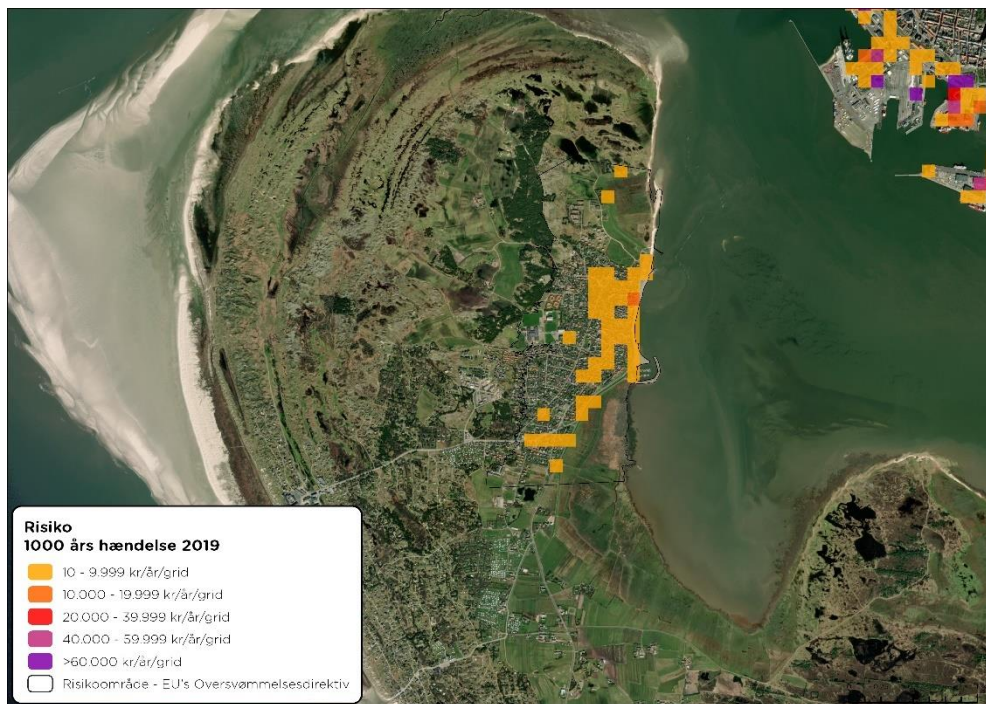 Risiko
1000 års hændelse 2019
10 - 9.999 kr/år/grid
10.000 - 19.999 kr/år/grid
20.000 - 39.999 kr/år/grid
40.000 - 59.999 kr/år/grid
>60.000 kr/år/grid
Risikoområde - EU's Oversvømmelsesdirektiv